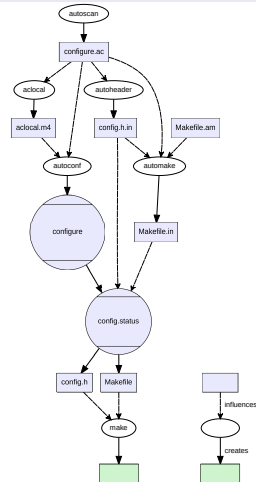 autoscan
configure.ac
aclocal
autoheader
aclocal.m4
config.h.in
Makefile.am
autoconf
automake
configure
Makefile.in
config.status
config.h
Makefile
influences
make
creates